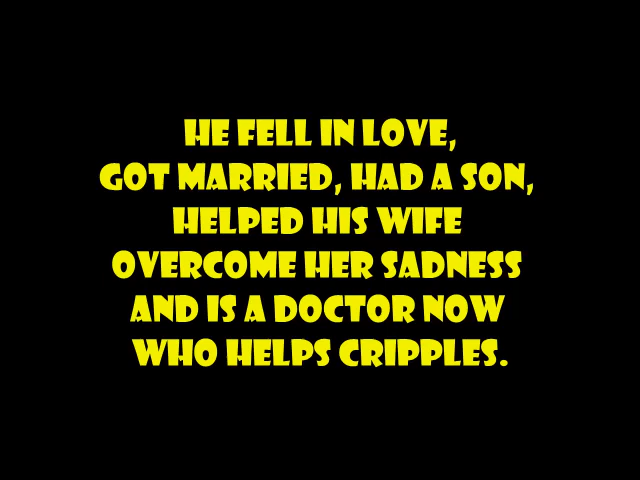 HE FELL IN LOVE,
GOT MARRIED, HAD A SON,
HELPED HIS WIFE
OVERCOME HER SADNESS
AND IS A DOCTOR NOW
WHO HELPS CRIPPLES.